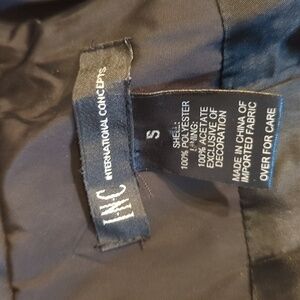 I·N·C
INTERNATIONAL CONCEPTS
S
SHELL:
100% POLYESTER
LINING:
100% ACETATE
EXCLUSIVE OF
DECORATION
MADE IN CHINA OF
IMPORTED FABRIC
OVER FOR CARE